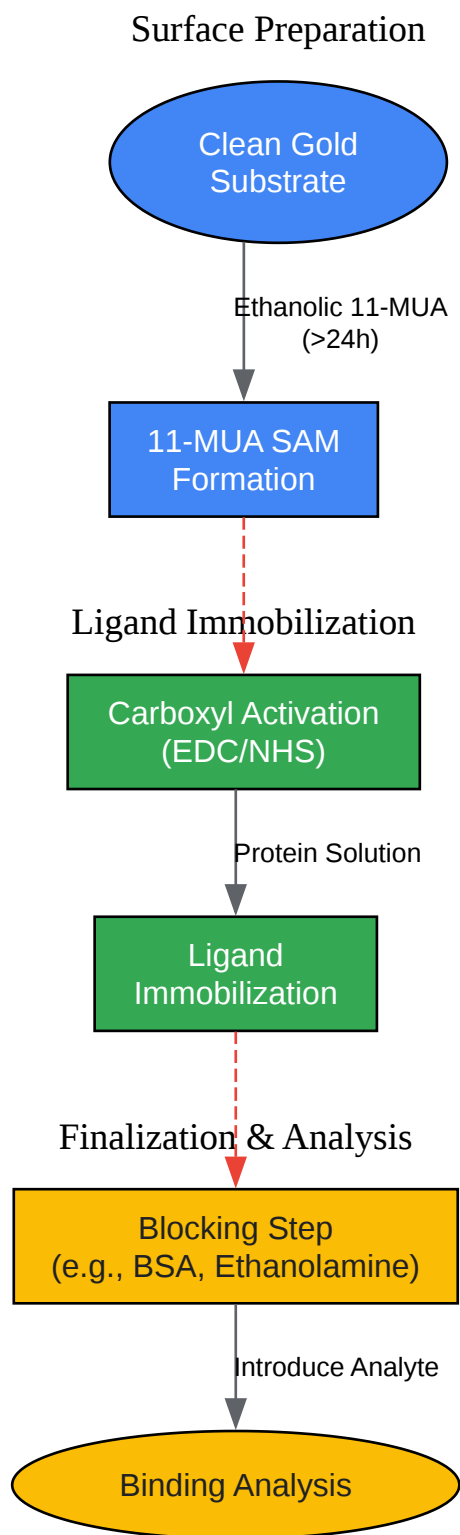 Surface Preparation
Clean Gold
Substrate
Ethanolic 11-MUA
(>24h)
11-MUA SAM
Formation
Ligand Immobilization
Carboxyl Activation
(EDC/NHS)
Protein Solution
Ligand
Immobilization
Finalization & Analysis
Blocking Step
(e.g., BSA, Ethanolamine)
Introduce Analyte
Binding Analysis